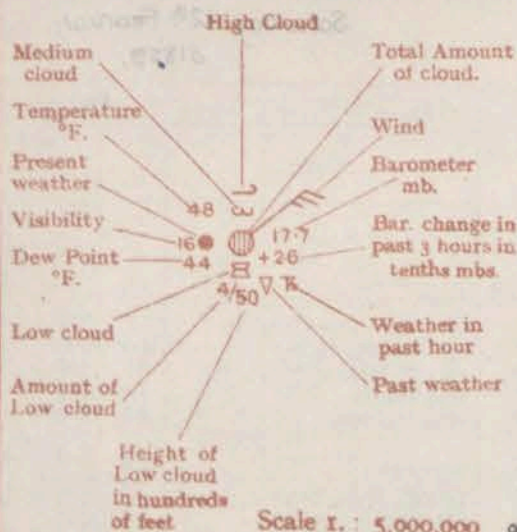 High Cloud
Medium
cloud
Total Amount
of cloud.
Temperature
°F.
Wind
Present
weather
Barometer
mb.
Visibility
Bar. change in
past 3 hours in
tenths mbs.
Dew Point
°F.
48
16
17·7
44
+26
4/50
Low cloud
Weather in
past hour
Amount of
Low cloud
Past weather
Height of
Low cloud
in hundreds
of feet
Scale 1. : 5,000,000